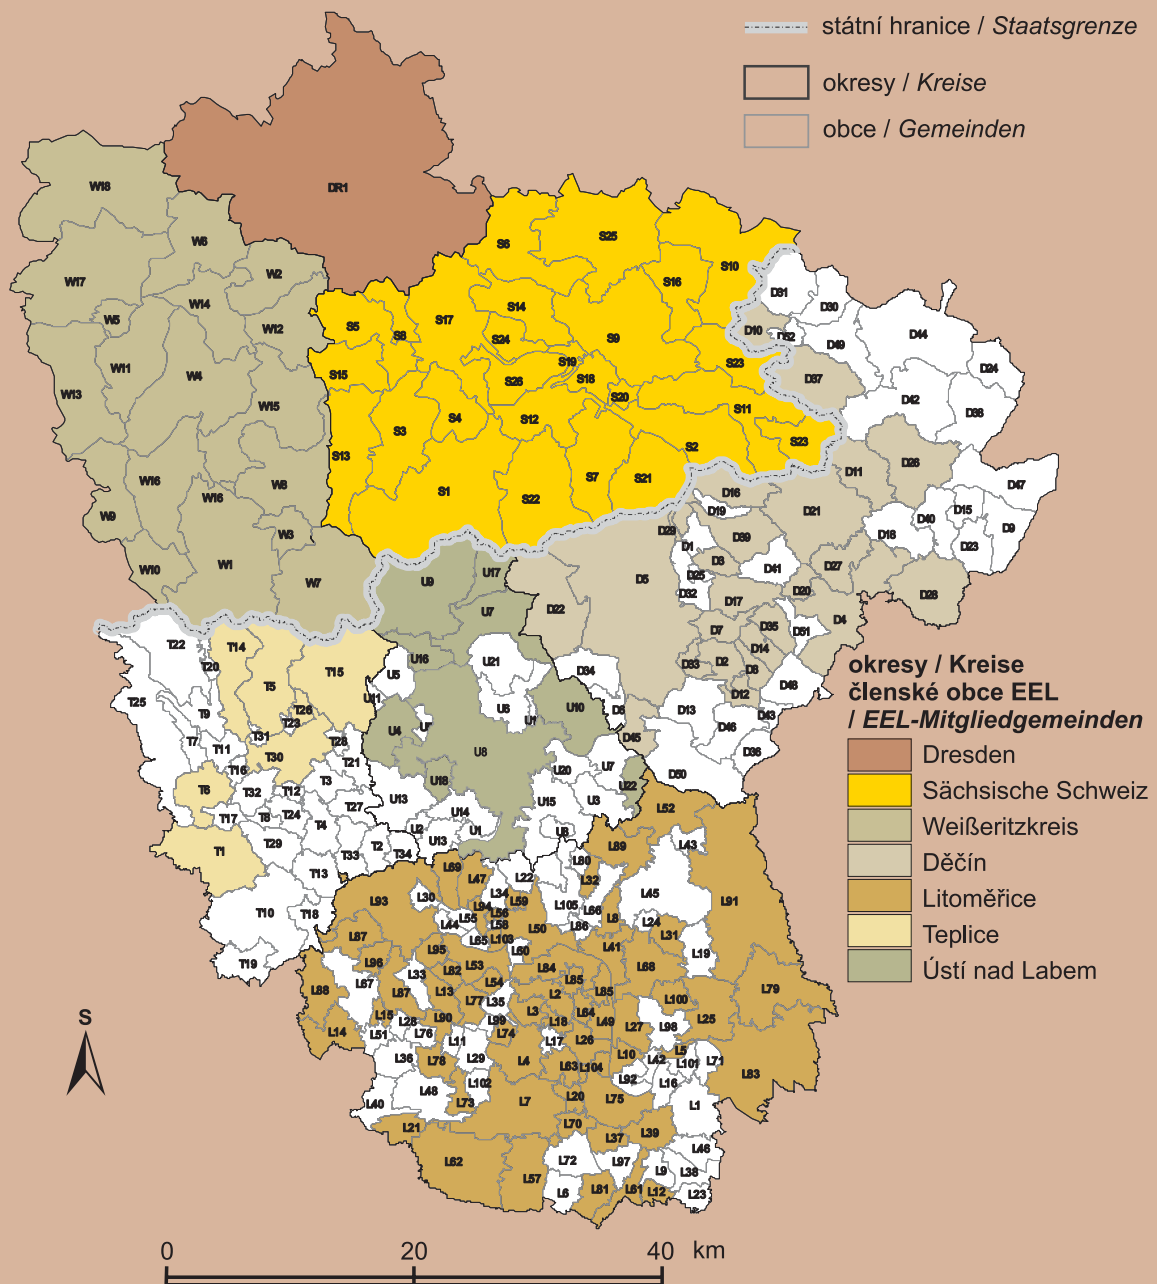 státní hranice / Staatsgrenze
okresy / Kreise
obce / Gemeinden
DR1
W18
W6
W2
W17
W14
W5
W12
W11
W4
W13
W15
W16
W16
W8
W9
W3
W10
W1
W7
S25
S6
S10
S16
S14
S17
S5
S8
S24
S9
S19
S23
S15
S26
S18
S20
S11
S3
S4
S12
S2
S23
S13
S1
S22
S7
S21
D31
D30
D10
D52
D49
D44
D37
D24
D42
D38
D11
D26
D47
D16
D19
D21
D40
D15
D9
D18
D23
D29
D1
D39
D3
D41
D25
D32
D5
D27
D20
D28
D17
D22
D4
D7
D35
D51
D14
D33
D2
D8
D34
D12
D48
D6
D13
D43
D46
D45
D36
D50
U9
U17
U7
U16
U21
U5
U11
U6
U10
U1
U4
U8
U20
U7
U18
U22
U13
U14
U15
U3
U2
U13
U1
T22
T14
T20
T5
T15
T25
T9
T26
T23
T7
T11
T31
T28
T30
T21
T16
T3
T6
T32
T12
T27
T17
T8
T24
T4
T1
T29
T33
T2
T34
T13
T10
T18
T19
L52
L89
L43
L80
L69
L47
L22
L32
L45
L91
L93
L30
L34
L59
L105
L66
L8
L94
L56
L44
L55
L58
L50
L86
L24
L31
L87
L65
L103
L41
L19
L95
L60
L96
L53
L84
L68
L33
L82
L88
L67
L87
L13
L54
L85
L79
L77
L35
L2
L85
L100
L15
L28
L90
L3
L64
L14
L99
L18
L49
L27
L98
L25
L51
L76
L11
L74
L17
L26
L36
L78
L29
L4
L10
L42
L5
L101
L71
L63
L104
L83
L102
L92
L16
L48
L40
L73
L7
L20
L75
L1
L21
L70
L37
L39
L62
L72
L97
L46
L9
L38
L57
L6
L81
L61
L12
L23
okresy / Kreise
členské obce EEL
/ EEL-Mitgliedgemeinden
Dresden
Sächsische Schweiz
Weißeritzkreis
Děčín
Litoměřice
Teplice
Ústí nad Labem
S
0 20 40 km